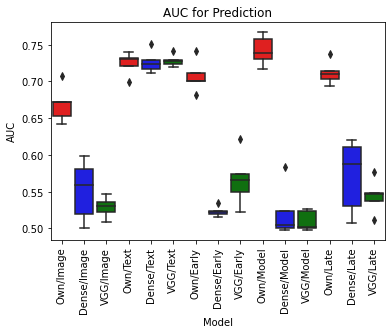 AUC for Prediction
AUC
0.75
0.70
0.65
0.60
0.55
0.50
Own/Image
Dense/Image
VGG/Image
Own/Text
Dense/Text
VGG/Text
Own/Early
Dense/Early
VGG/Early
Own/Model
Dense/Model
VGG/Model
Own/Late
Dense/Late
VGG/Late
Model